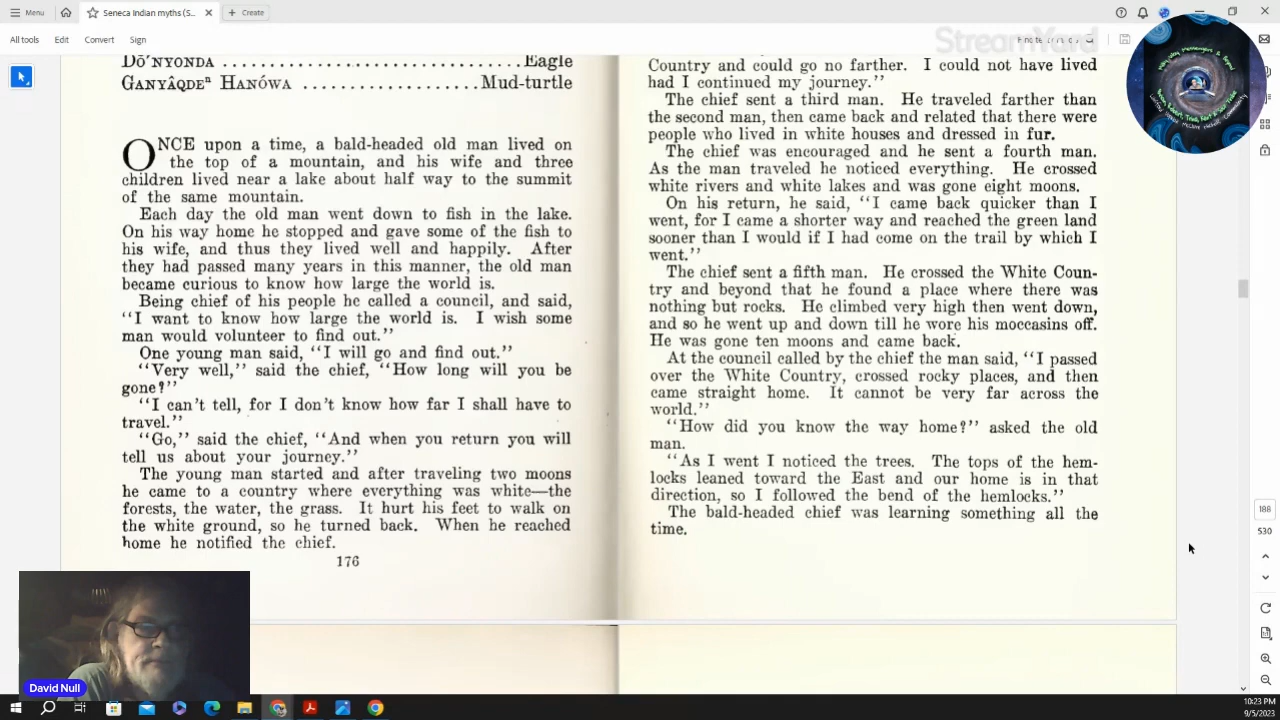 Menu
Seneca Indian myths (S...
Create
All tools
Edit
Convert
Sign
StreamYard
DŌ'NYONDA ................................. Eagle
GANYÂQDEⁿ HANÓWA ................... Mud-turtle
ONCE upon a time, a bald-headed old man lived on
the top of a mountain, and his wife and three
children lived near a lake about half way to the summit
of the same mountain.
Each day the old man went down to fish in the lake.
On his way home he stopped and gave some of the fish to
his wife, and thus they lived well and happily. After
they had passed many years in this manner, the old man
became curious to know how large the world is.
Being chief of his people he called a council, and said,
"I want to know how large the world is. I wish some
man would volunteer to find out."
One young man said, "I will go and find out."
"Very well," said the chief, "How long will you be
gone?"
"I can't tell, for I don't know how far I shall have to
travel."
"Go," said the chief, "And when you return you will
tell us about your journey."
The young man started and after traveling two moons
he came to a country where everything was white—the
forests, the water, the grass. It hurt his feet to walk on
the white ground, so he turned back. When he reached
home he notified the chief.
176
Country and could go no farther. I could not have lived
had I continued my journey."
The chief sent a third man. He traveled farther than
the second man, then came back and related that there were
people who lived in white houses and dressed in fur.
The chief was encouraged and he sent a fourth man.
As the man traveled he noticed everything. He crossed
white rivers and white lakes and was gone eight moons.
On his return, he said, "I came back quicker than I
went, for I came a shorter way and reached the green land
sooner than I would if I had come on the trail by which I
went."
The chief sent a fifth man. He crossed the White Coun-
try and beyond that he found a place where there was
nothing but rocks. He climbed very high then went down,
and so he went up and down till he wore his moccasins off.
He was gone ten moons and came back.
At the council called by the chief the man said, "I passed
over the White Country, crossed rocky places, and then
came straight home. It cannot be very far across the
world."
"How did you know the way home?" asked the old
man.
"As I went I noticed the trees. The tops of the hem-
locks leaned toward the East and our home is in that
direction, so I followed the bend of the hemlocks."
The bald-headed chief was learning something all the
time.
188
530
David Null
10:23 PM
9/5/2023